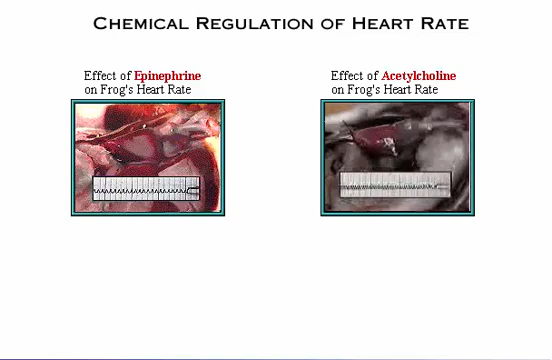 CHEMICAL REGULATION OF HEART RATE
Effect of Epinephrine
on Frog's Heart Rate
Effect of Acetylcholine
on Frog's Heart Rate